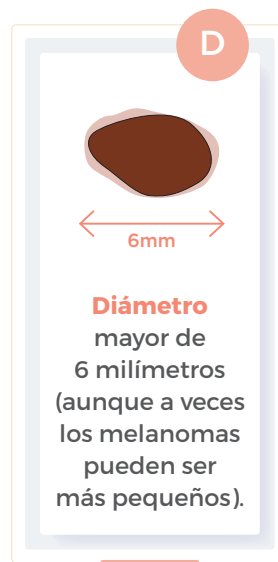 D
6mm
Diámetro
mayor de
6 milímetros
(aunque a veces
los melanomas
pueden ser
más pequeños).